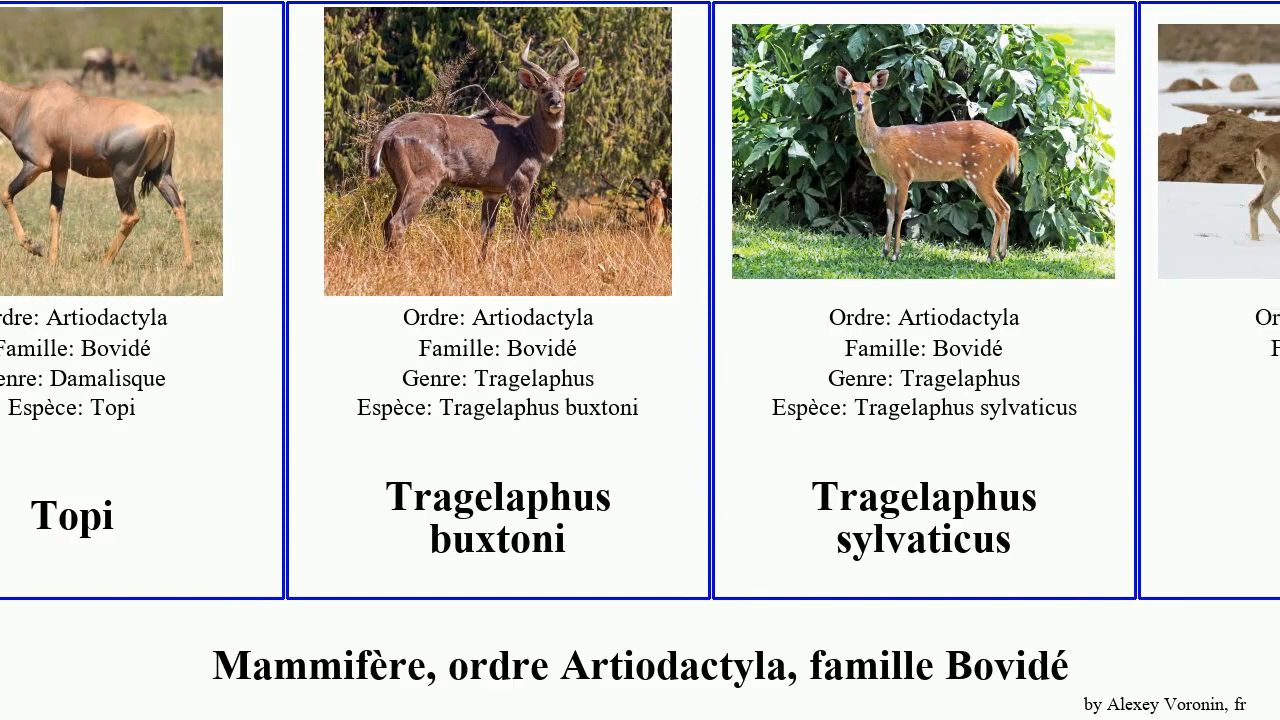 rdre: Artiodactyla
Famille: Bovidé
enre: Damalisque
Espèce: Topi
Topi
Ordre: Artiodactyla
Famille: Bovidé
Genre: Tragelaphus
Espèce: Tragelaphus buxtoni
Tragelaphus
buxtoni
Ordre: Artiodactyla
Famille: Bovidé
Genre: Tragelaphus
Espèce: Tragelaphus sylvaticus
Tragelaphus
sylvaticus
Or
F
Mammifère, ordre Artiodactyla, famille Bovidé
by Alexey Voronin, fr